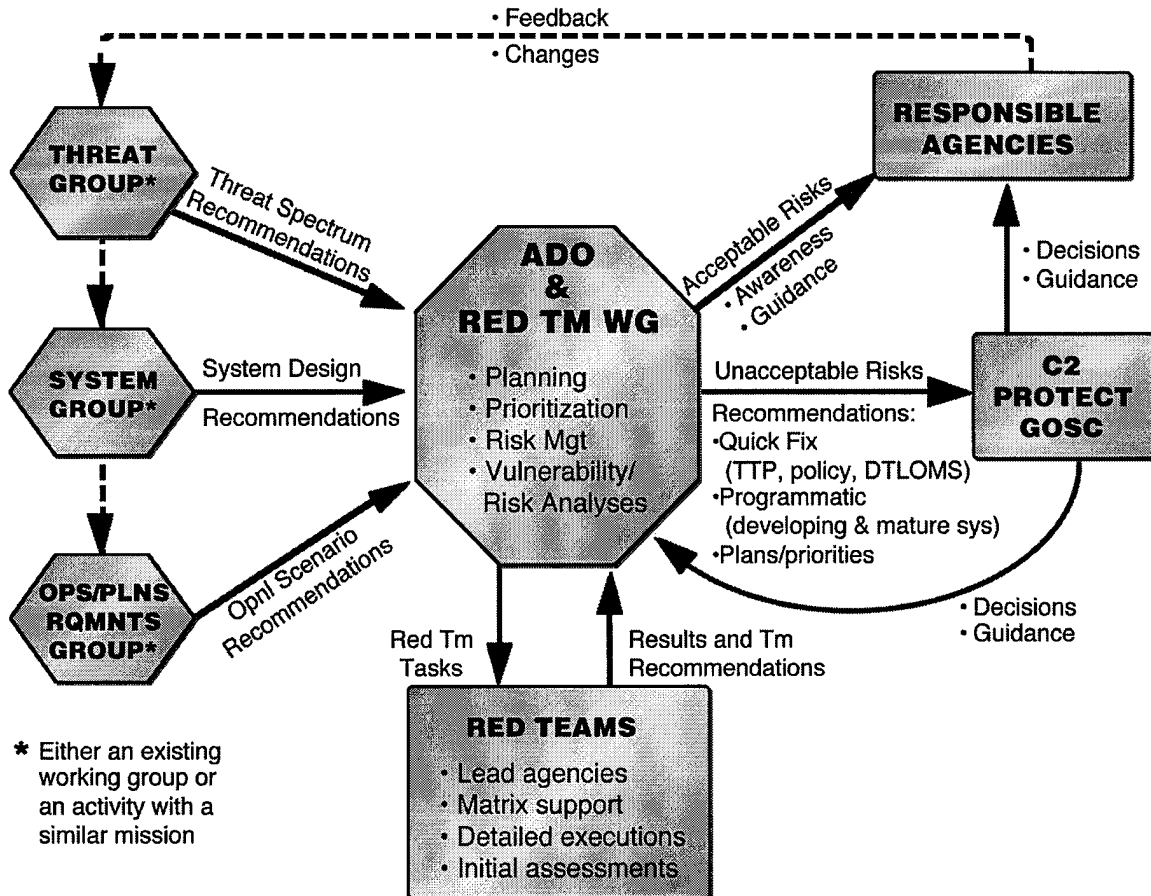 • Feedback
• Changes
THREAT
GROUP*
RESPONSIBLE
AGENCIES
Threat Spectrum
Recommendations
Acceptable Risks
• Awareness
• Guidance
• Decisions
• Guidance
ADO
&
RED TM WG
• Planning
• Prioritization
• Risk Mgt
• Vulnerability/
Risk Analyses
SYSTEM
GROUP*
System Design
Recommendations
Unacceptable Risks
Recommendations:
•Quick Fix
(TTP, policy, DTLOMS)
•Programmatic
(developing & mature sys)
•Plans/priorities
C2
PROTECT
GOSC
OPS/PLNS
RQMNTS
GROUP*
Opnl Scenario
Recommendations
• Decisions
• Guidance
Red Tm
Tasks
Results and Tm
Recommendations
RED TEAMS
• Lead agencies
• Matrix support
• Detailed executions
• Initial assessments
* Either an existing
working group or
an activity with a
similar mission